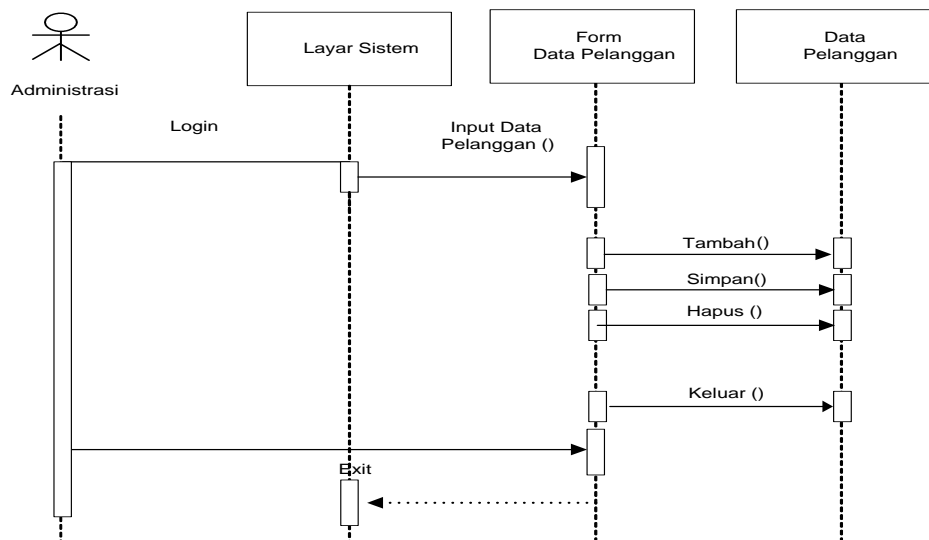 Administrasi
Layar Sistem
Form
Data Pelanggan
Data
Pelanggan
Login
Input Data
Pelanggan ()
Tambah()
Simpan()
Hapus ()
Keluar ()
Exit